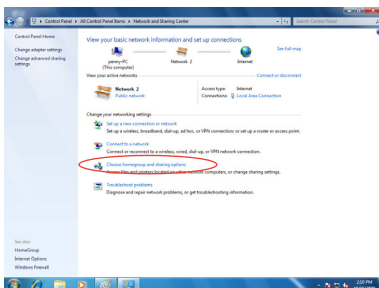 Control Panel ▸ All Control Panel Items ▸ Network and Sharing Center
Search Control Panel
Control Panel Home
Change adapter settings
Change advanced sharing settings
View your basic network information and set up connections
See full map
penny-PC
(This computer)
Network 2
Internet
View your active networks
Connect or disconnect
Network 2
Public network
Access type: Internet
Connections: Local Area Connection
Change your networking settings
Set up a new connection or network
Set up a wireless, broadband, dial-up, ad hoc, or VPN connection; or set up a router or access point.
Connect to a network
Connect or reconnect to a wireless, wired, dial-up, or VPN network connection.
Choose homegroup and sharing options
Access files and printers located on other network computers, or change sharing settings.
Troubleshoot problems
Diagnose and repair network problems, or get troubleshooting information.
See also
HomeGroup
Internet Options
Windows Firewall
2:10 PM